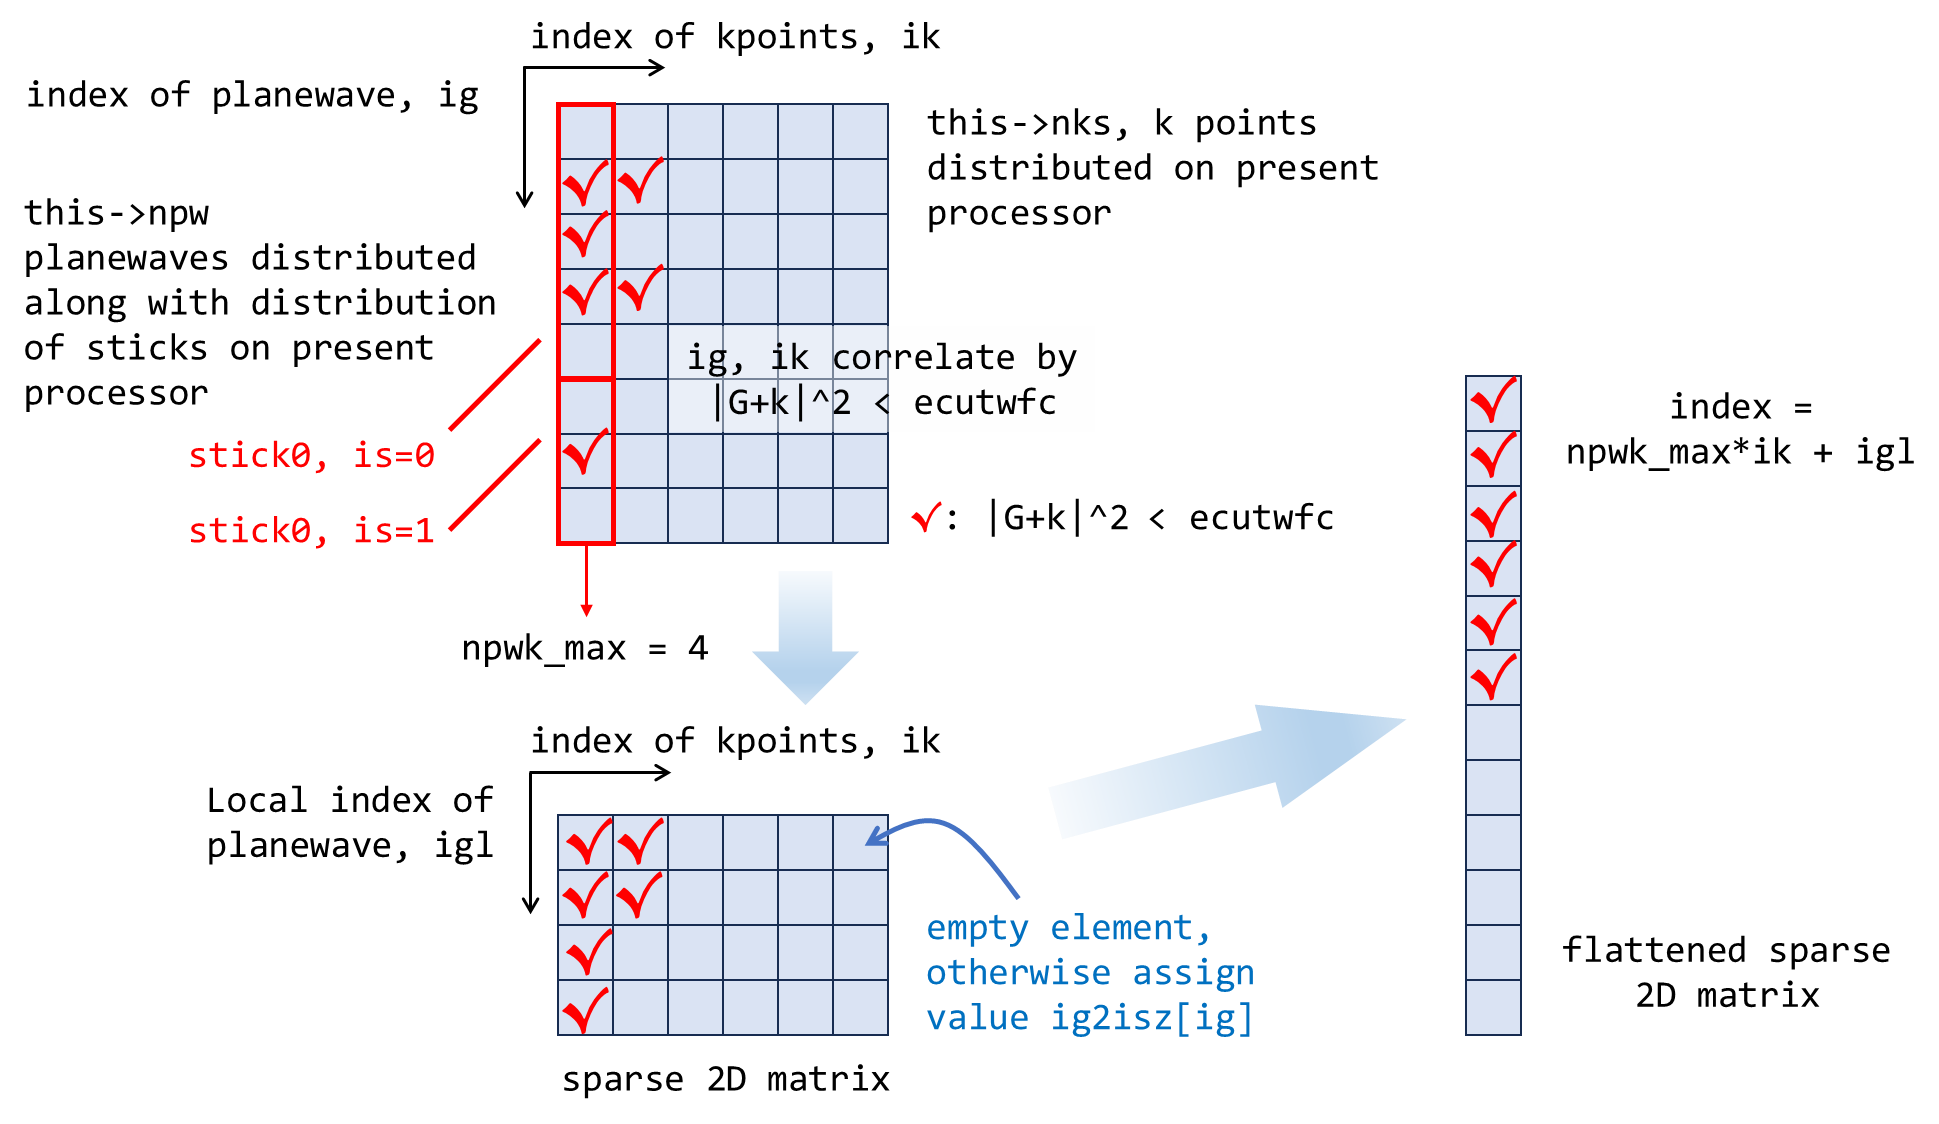 index of kpoints, ik
index of planewave, ig
this->nks, k points
distributed on present
processor
this->npw
planewaves distributed
along with distribution
of sticks on present
processor
ig, ik correlate by
|G+k|^2 < ecutwfc
stick0, is=0
stick0, is=1
: |G+k|^2 < ecutwfc
npwk_max = 4
index =
npwk_max*ik + igl
index of kpoints, ik
Local index of
planewave, igl
empty element,
otherwise assign
value ig2isz[ig]
sparse 2D matrix
flattened sparse
2D matrix